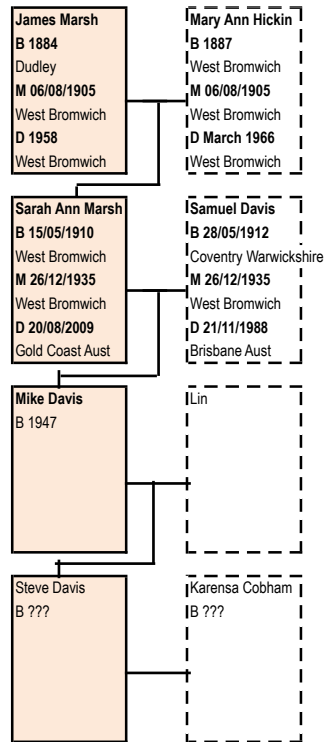 James Marsh
B 1884
Dudley
M 06/08/1905
West Bromwich
D 1958
West Bromwich
Mary Ann Hickin
B 1887
West Bromwich
M 06/08/1905
West Bromwich
D March 1966
West Bromwich
Sarah Ann Marsh
B 15/05/1910
West Bromwich
M 26/12/1935
West Bromwich
D 20/08/2009
Gold Coast Aust
Samuel Davis
B 28/05/1912
Coventry Warwickshire
M 26/12/1935
West Bromwich
D 21/11/1988
Brisbane Aust
Mike Davis
B 1947
Lin
Steve Davis
B ???
Karensa Cobham
B ???